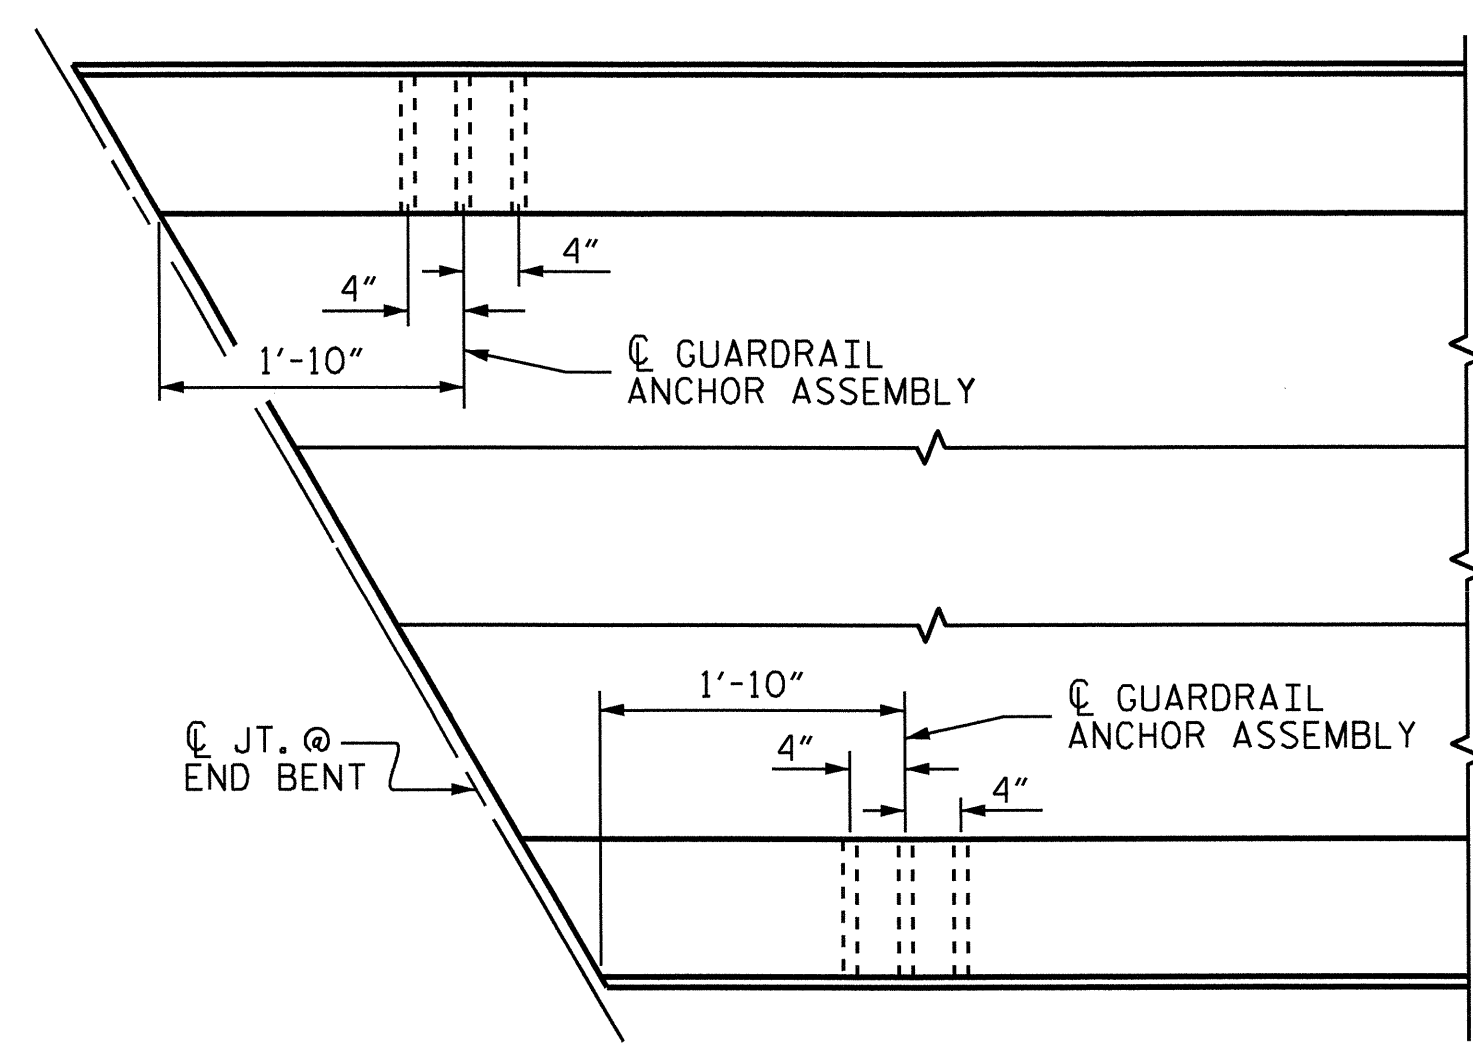 4"
4"
1'-10"
℄ GUARDRAIL
ANCHOR ASSEMBLY
1'-10"
℄ GUARDRAIL
ANCHOR ASSEMBLY
4"
4"
℄ JT. @
END BENT